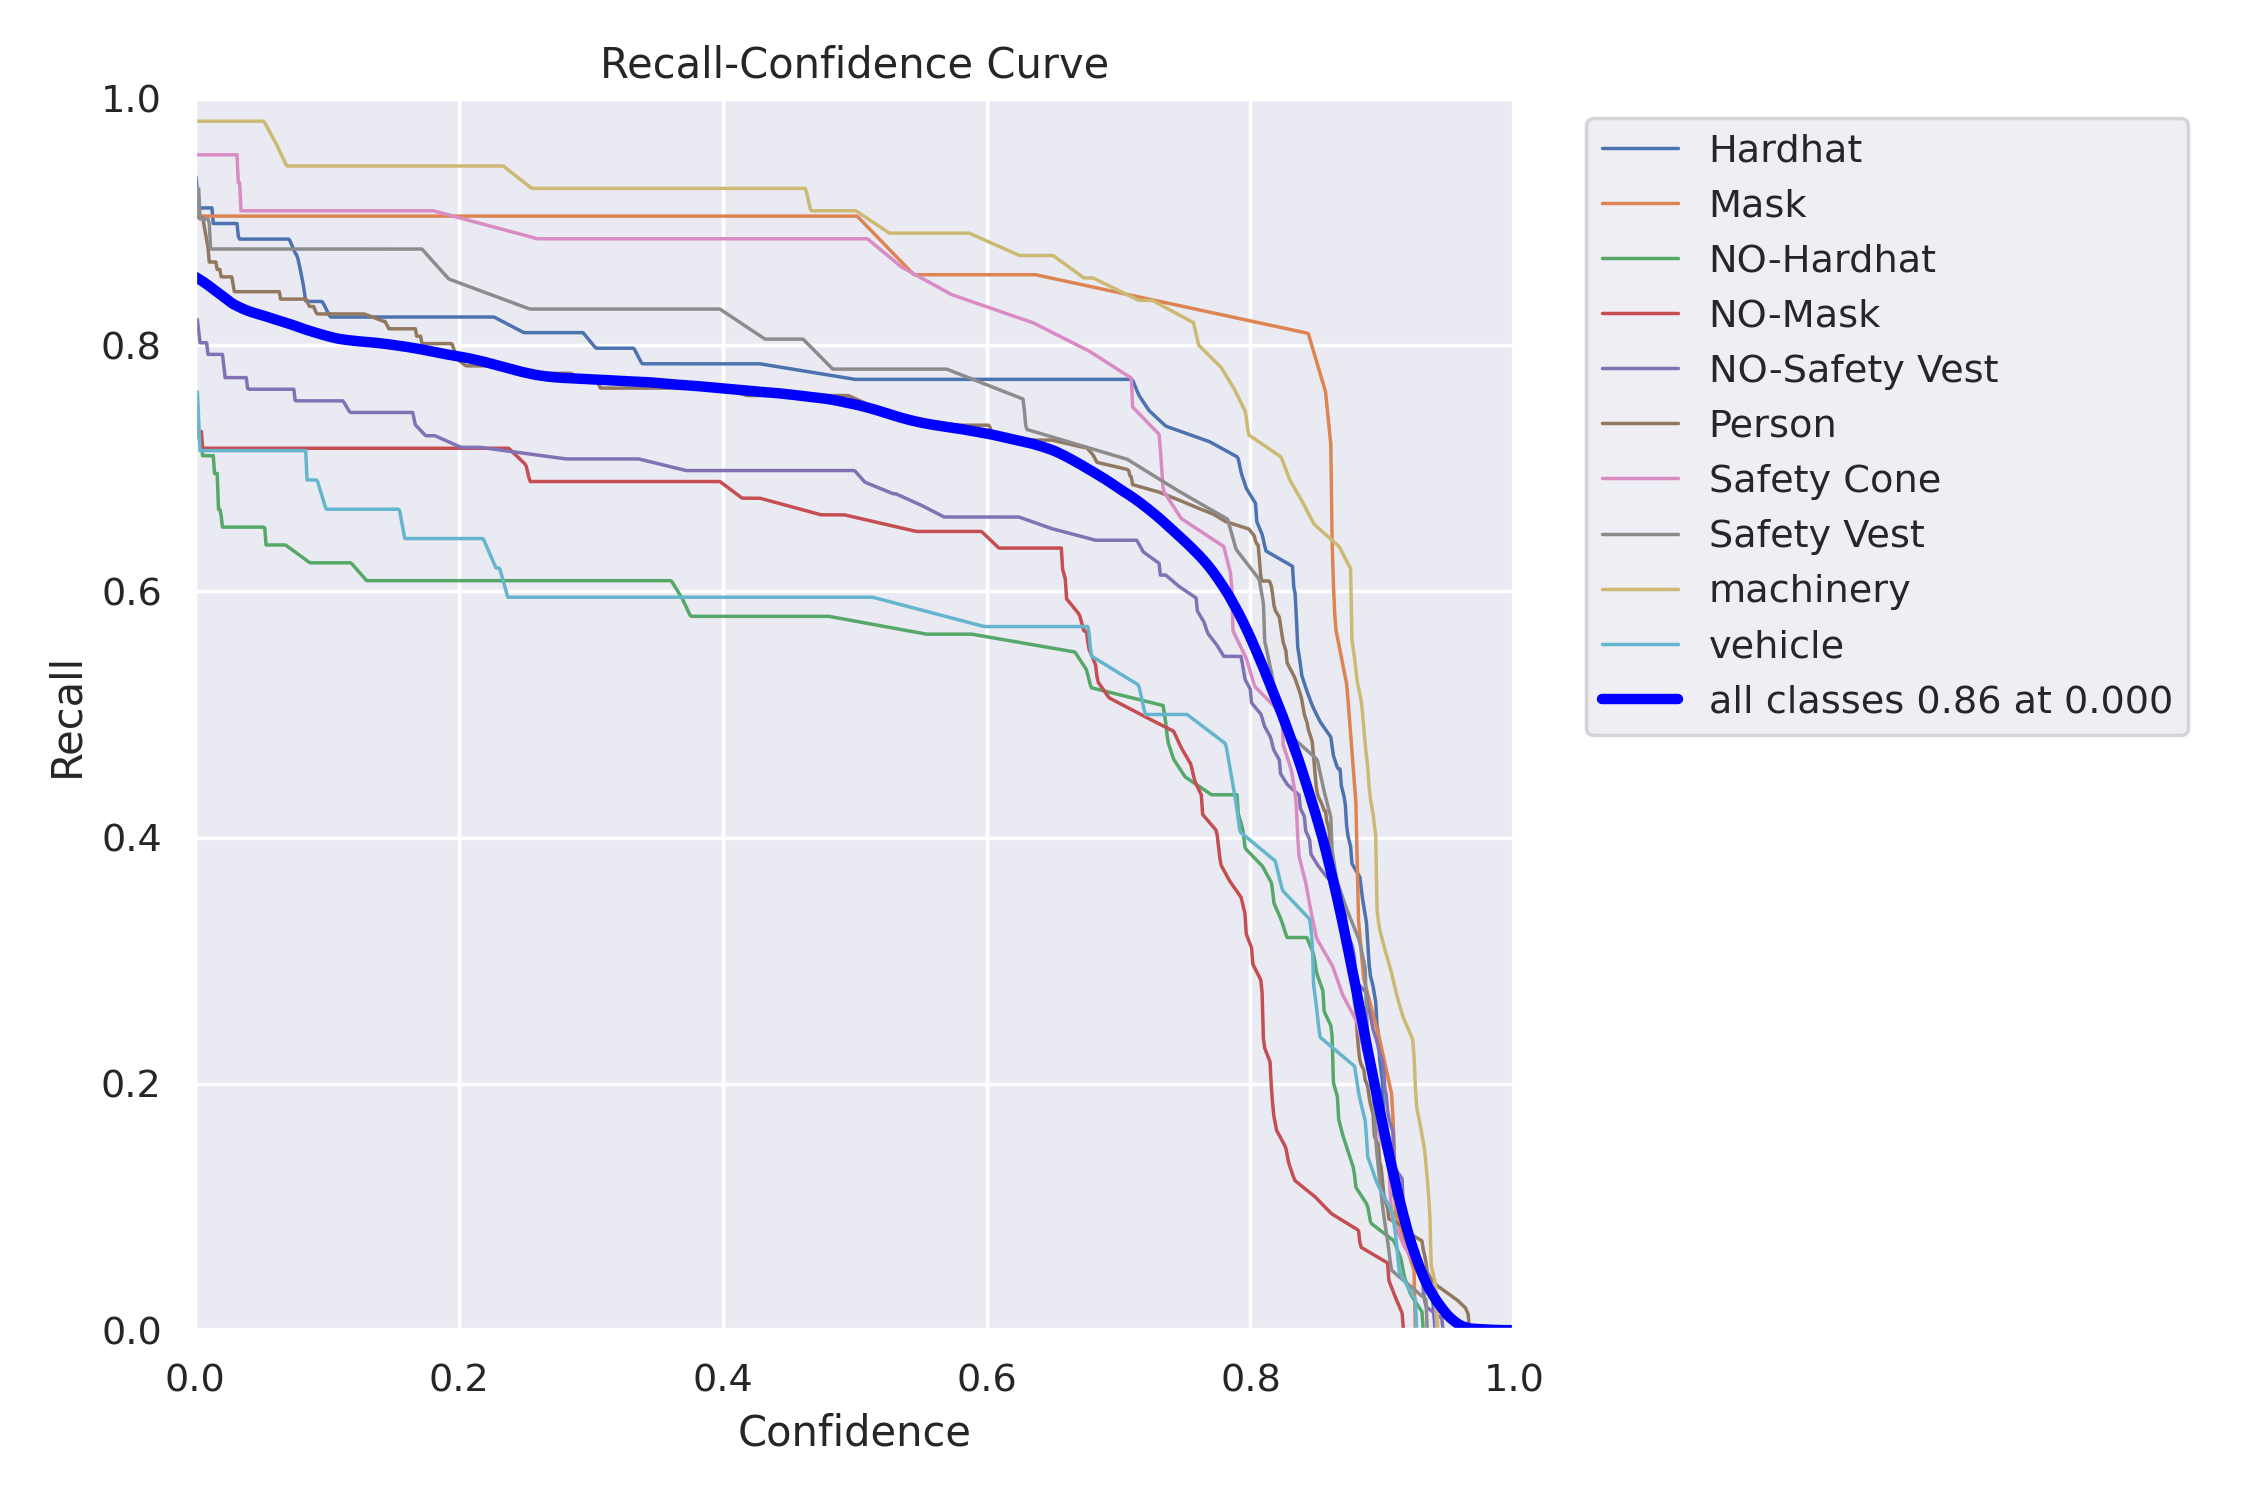 Recall-Confidence Curve
1.0
0.8
0.6
0.4
0.2
0.0
Recall
0.0 0.2 0.4 0.6 0.8 1.0
Confidence
Hardhat
Mask
NO-Hardhat
NO-Mask
NO-Safety Vest
Person
Safety Cone
Safety Vest
machinery
vehicle
all classes 0.86 at 0.000